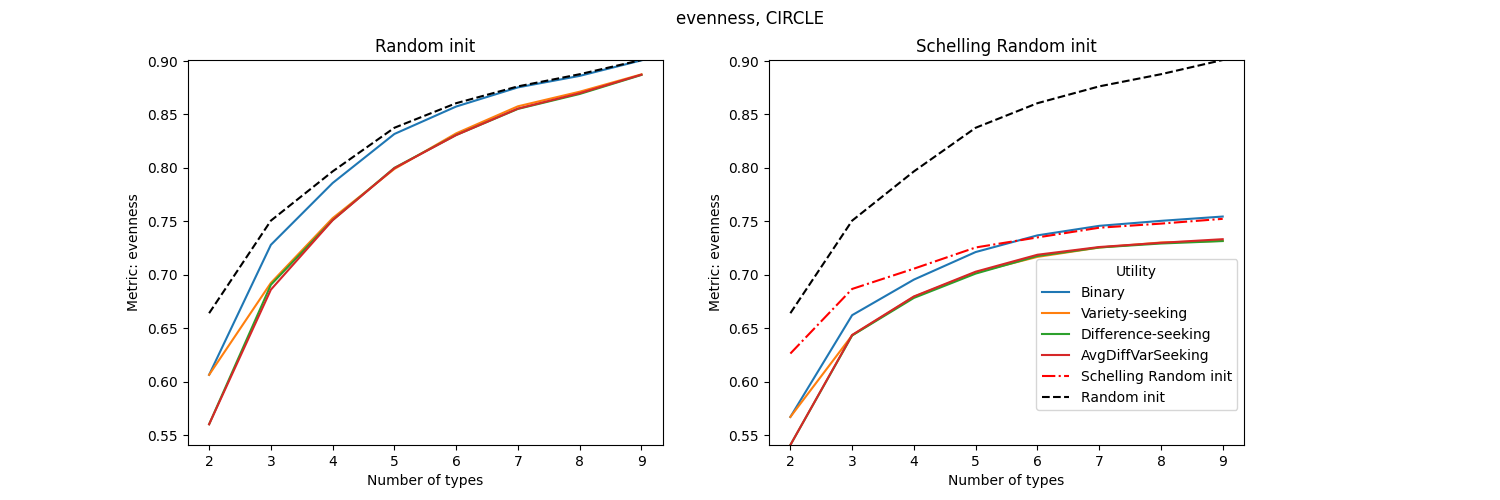 evenness, CIRCLE
Random init
Metric: evenness
0.90
0.85
0.80
0.75
0.70
0.65
0.60
0.55
2 3 4 5 6 7 8 9
Number of types
Schelling Random init
Metric: evenness
0.90
0.85
0.80
0.75
0.70
0.65
0.60
0.55
2 3 4 5 6 7 8 9
Number of types
Utility
Binary
Variety-seeking
Difference-seeking
AvgDiffVarSeeking
Schelling Random init
Random init